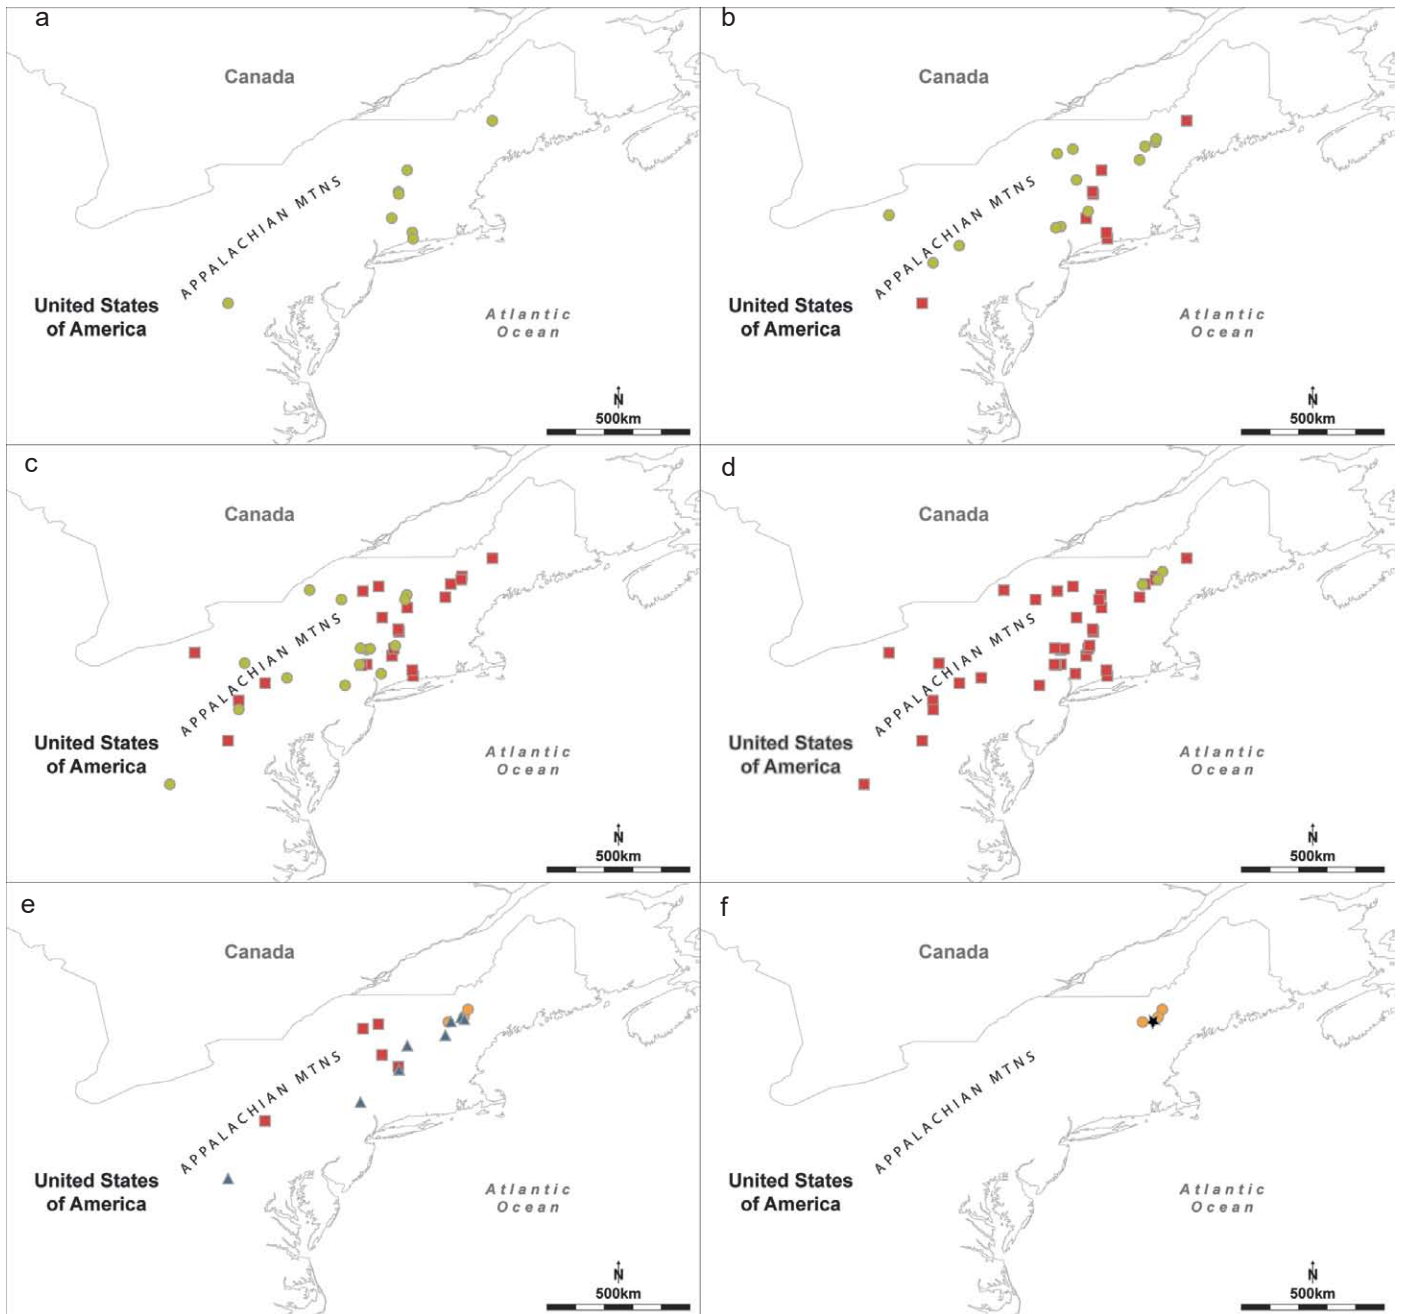 a
Canada
APPALACHIAN MTNS
United States
of America
Atlantic
Ocean
N
500km
b
Canada
APPALACHIAN MTNS
United States
of America
Atlantic
Ocean
N
500km
c
Canada
APPALACHIAN MTNS
United States
of America
Atlantic
Ocean
N
500km
d
Canada
APPALACHIAN MTNS
United States
of America
Atlantic
Ocean
N
500km
e
Canada
APPALACHIAN MTNS
United States
of America
Atlantic
Ocean
N
500km
f
Canada
APPALACHIAN MTNS
United States
of America
Atlantic
Ocean
N
500km